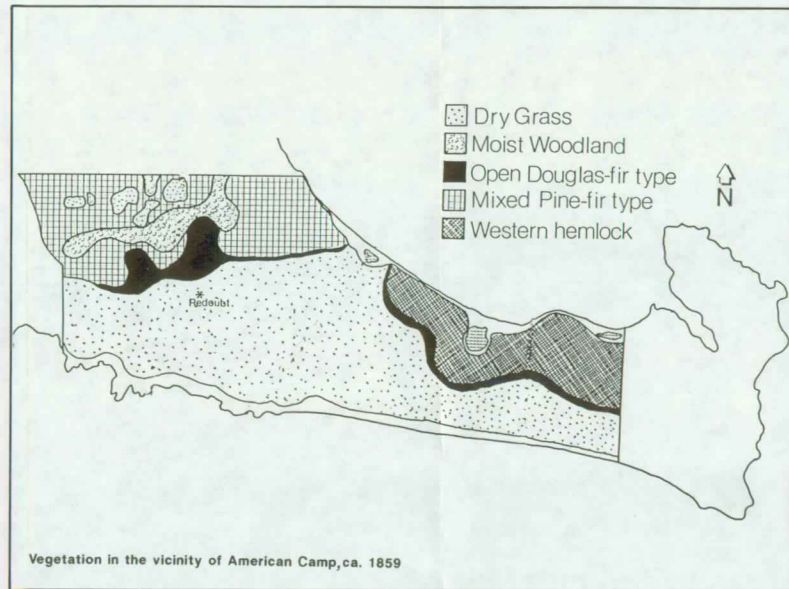 Dry Grass
Moist Woodland
Open Douglas-fir type
Mixed Pine-fir type
Western hemlock
N
Redoubt
Vegetation in the vicinity of American Camp, ca. 1859